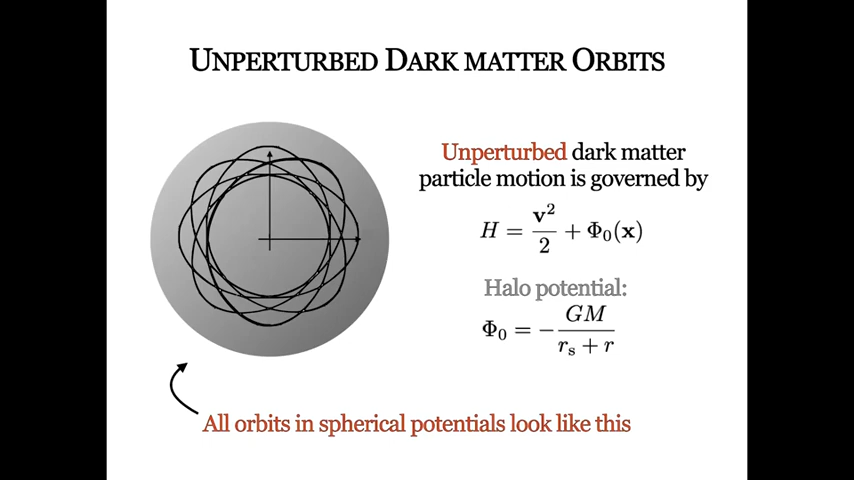 UNPERTURBED DARK MATTER ORBITS
Unperturbed dark matter
particle motion is governed by
H = v²/2 + Φ₀(x)
Halo potential:
Φ₀ = − GM/(rₛ + r)
All orbits in spherical potentials look like this